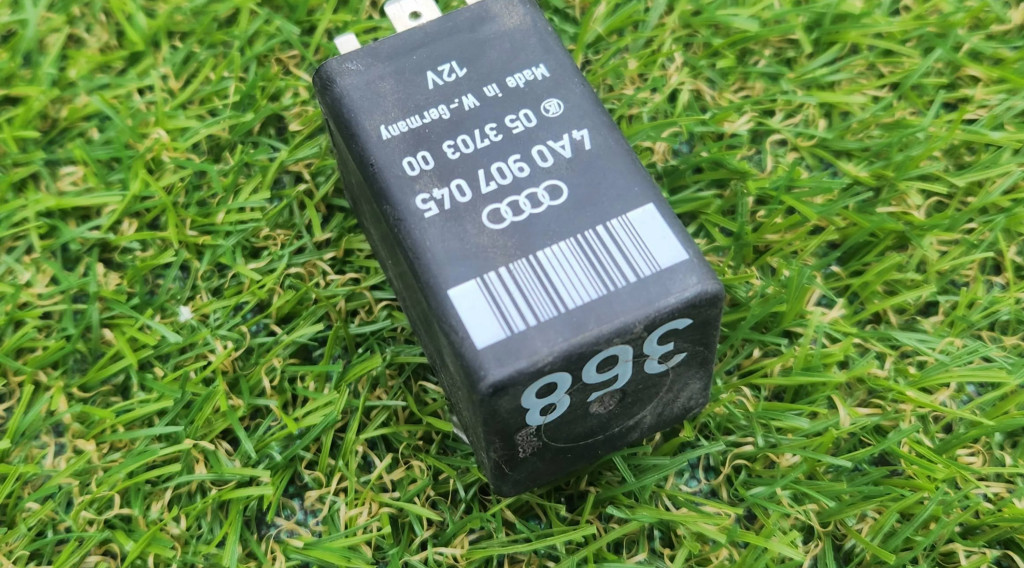 368
4A0 907 045
05 3703 00
Made in W.-Germany
12V